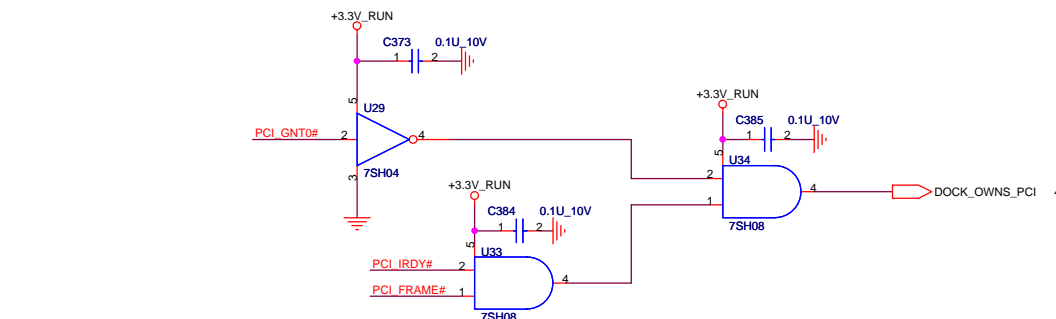 +3.3V_RUN
C373 0.1U_10V
1 2
5
U29
PCI_GNT0# 2 4
3
7SH04
+3.3V_RUN
C385 0.1U_10V
1 2
5
U34
2
1
4
DOCK_OWNS_PCI
7SH08
+3.3V_RUN
C384 0.1U_10V
1 2
5
U33
PCI_IRDY# 2
PCI_FRAME# 1
4
7SH08